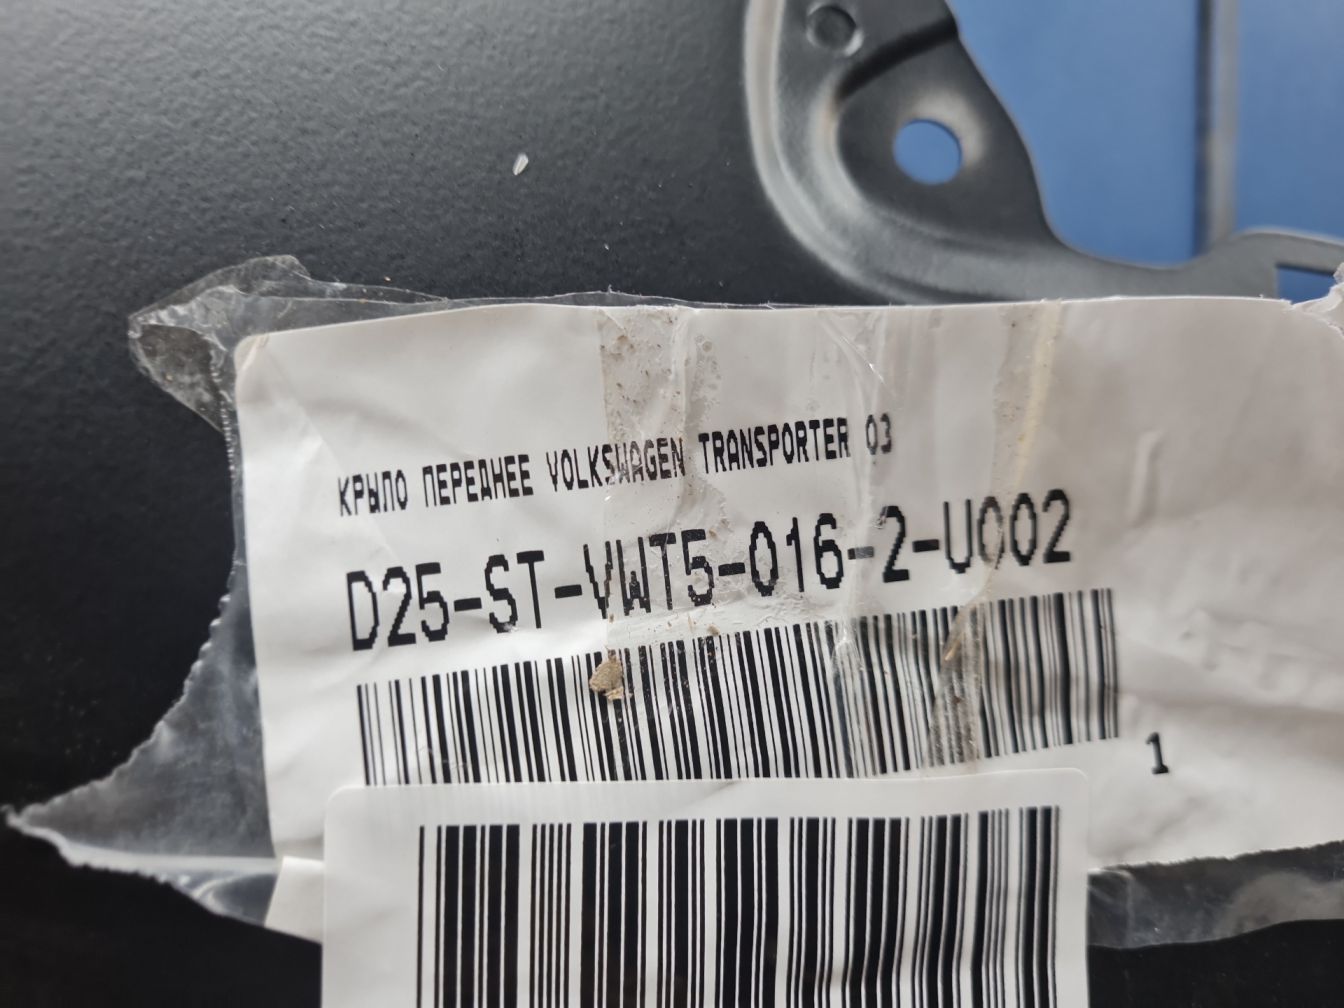 КРЫЛО ПЕРЕДНЕЕ VOLKSWAGEN TRANSPORTER 03
D25-ST-VWT5-016-2-U002
1